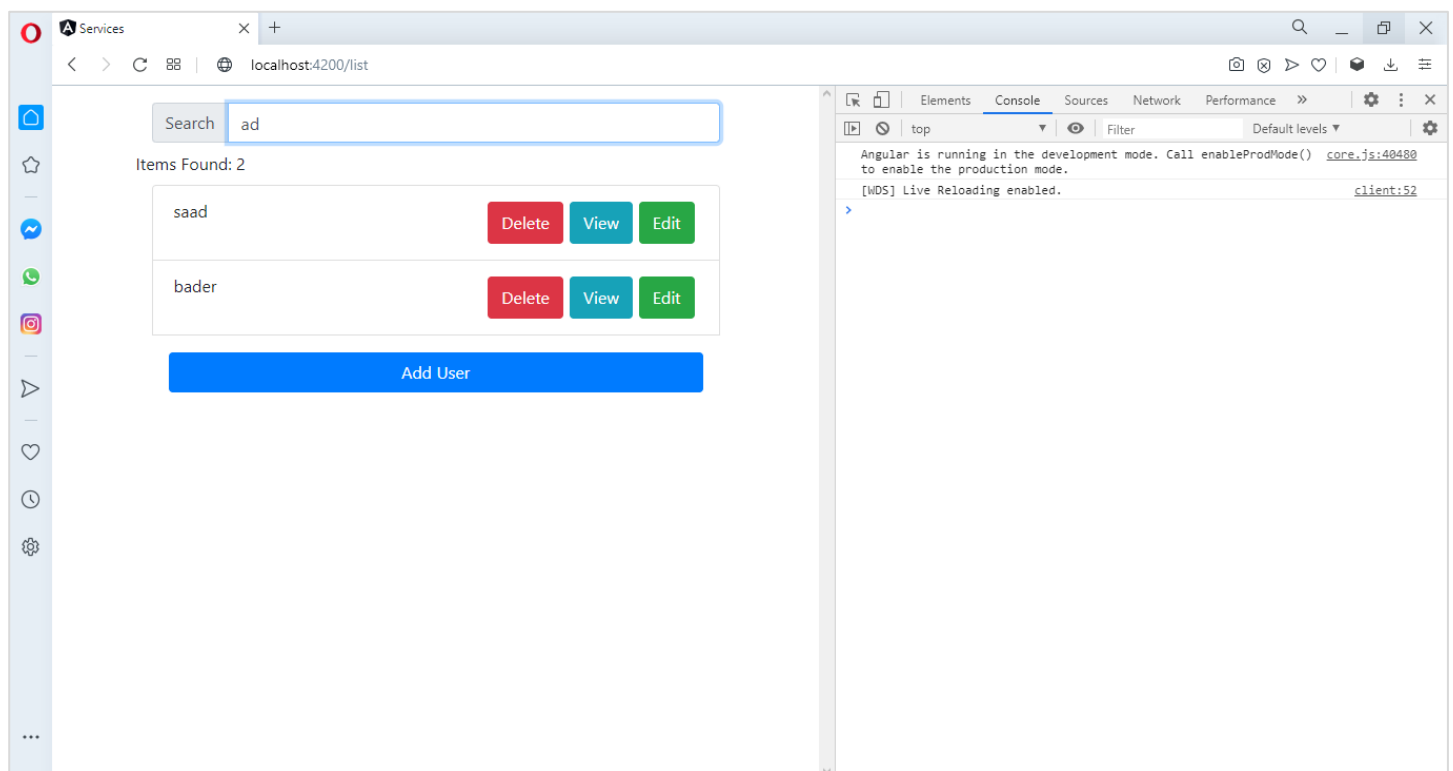 Services
localhost:4200/list
Search ad
Items Found: 2
saad Delete View Edit
bader Delete View Edit
Add User
Elements Console Sources Network Performance »
top Filter Default levels ▼
Angular is running in the development mode. Call enableProdMode() core.js:40480
to enable the production mode.
[WDS] Live Reloading enabled. client:52
>